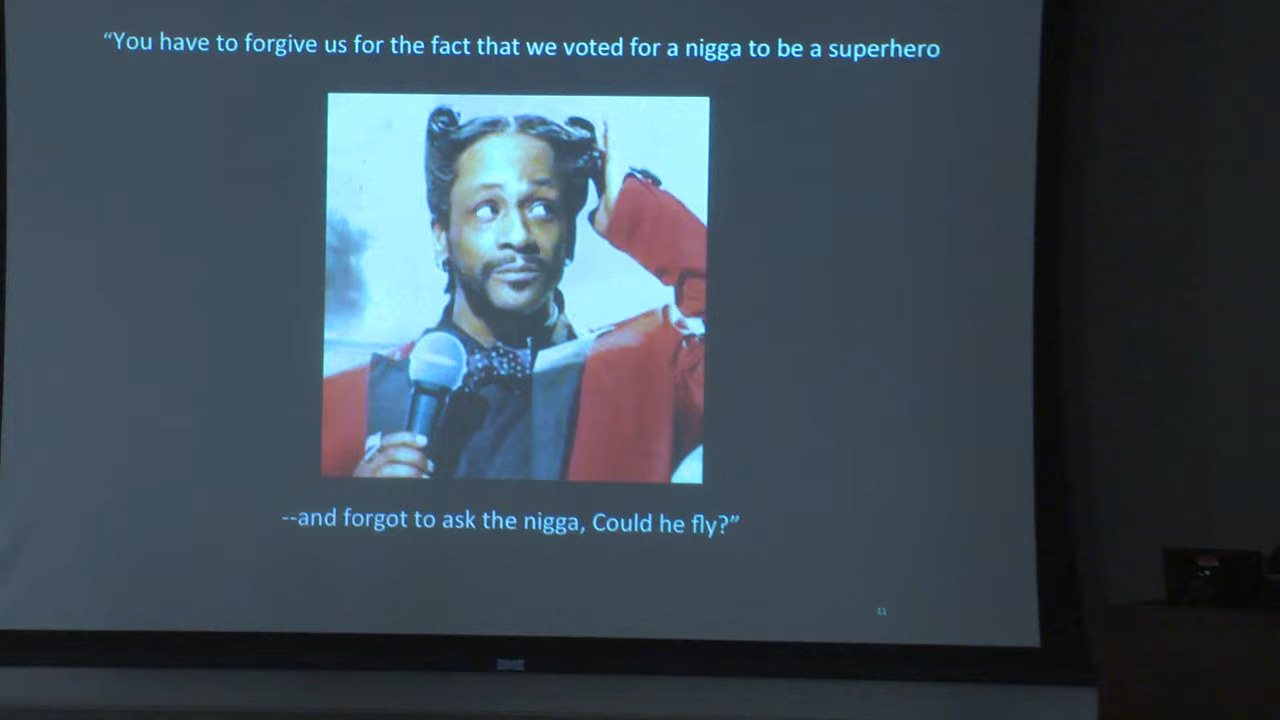 “You have to forgive us for the fact that we voted for a nigga to be a superhero
--and forgot to ask the nigga, Could he fly?”
11